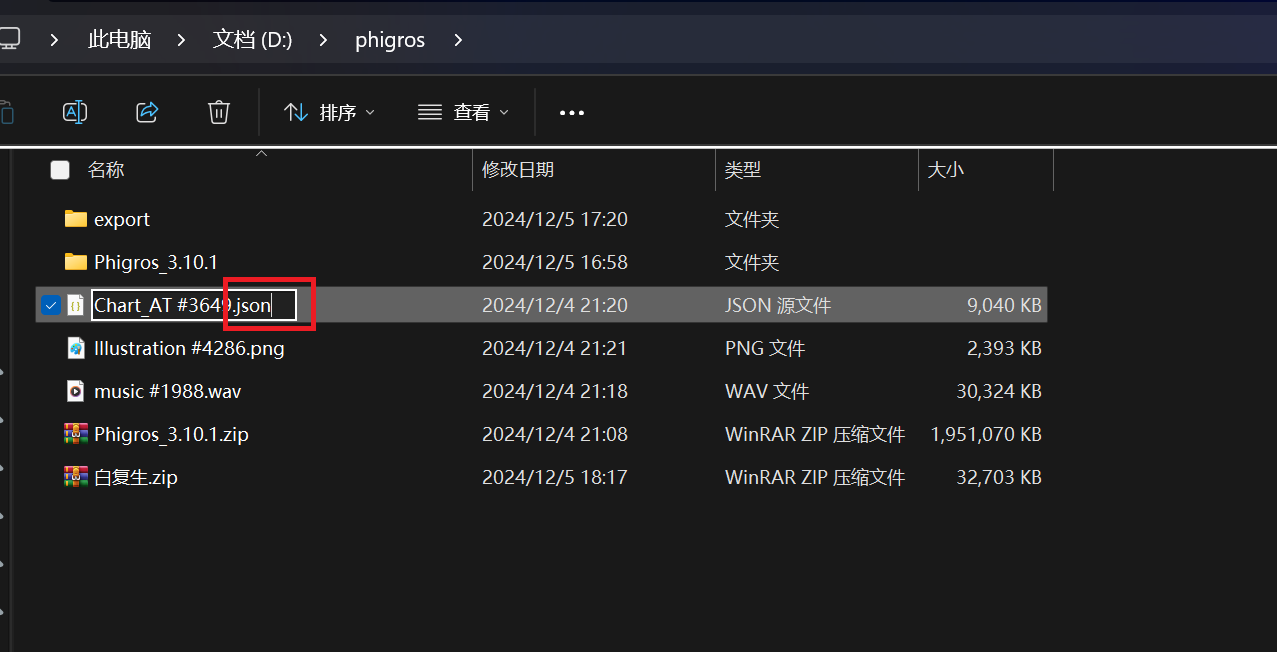 此电脑 > 文档 (D:) > phigros >
排序 查看
名称 修改日期 类型 大小
export 2024/12/5 17:20 文件夹
Phigros_3.10.1 2024/12/5 16:58 文件夹
Chart_AT #3649.json 2024/12/4 21:20 JSON 源文件 9,040 KB
Illustration #4286.png 2024/12/4 21:21 PNG 文件 2,393 KB
music #1988.wav 2024/12/4 21:18 WAV 文件 30,324 KB
Phigros_3.10.1.zip 2024/12/4 21:08 WinRAR ZIP 压缩文件 1,951,070 KB
白复生.zip 2024/12/5 18:17 WinRAR ZIP 压缩文件 32,703 KB